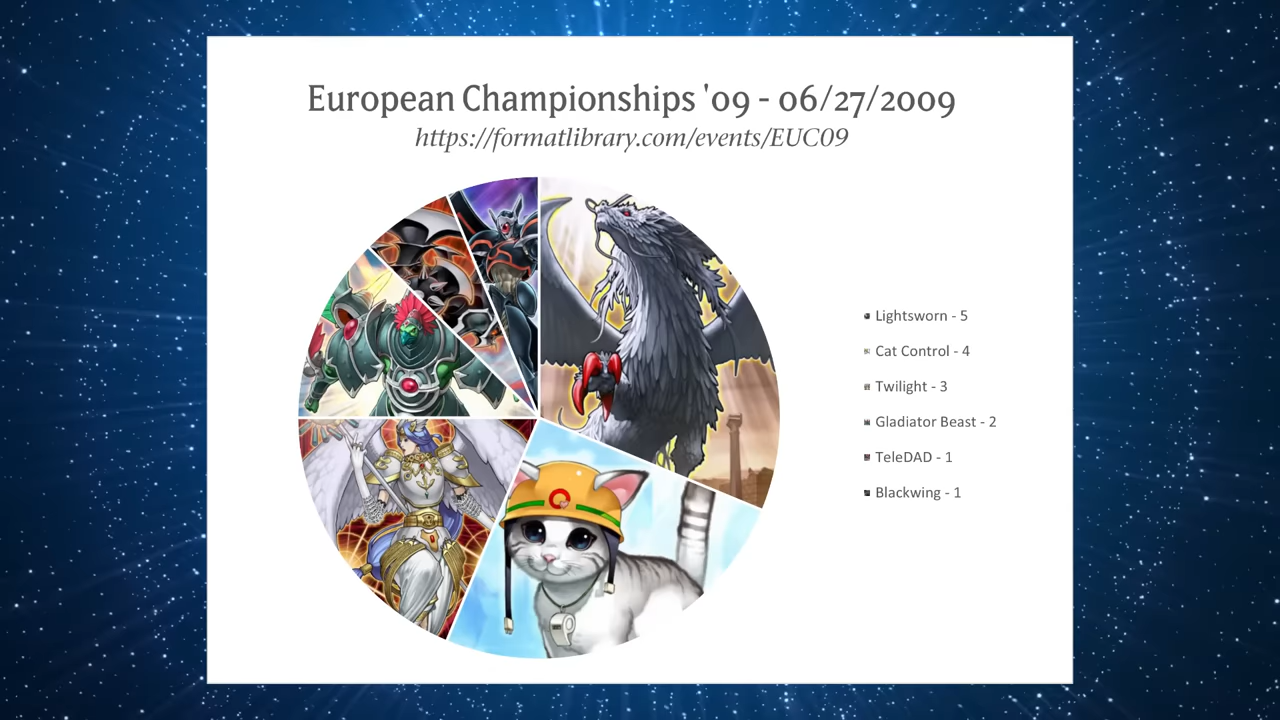 European Championships '09 - 06/27/2009
https://formatlibrary.com/events/EUC09
Lightsworn - 5
Cat Control - 4
Twilight - 3
Gladiator Beast - 2
TeleDAD - 1
Blackwing - 1